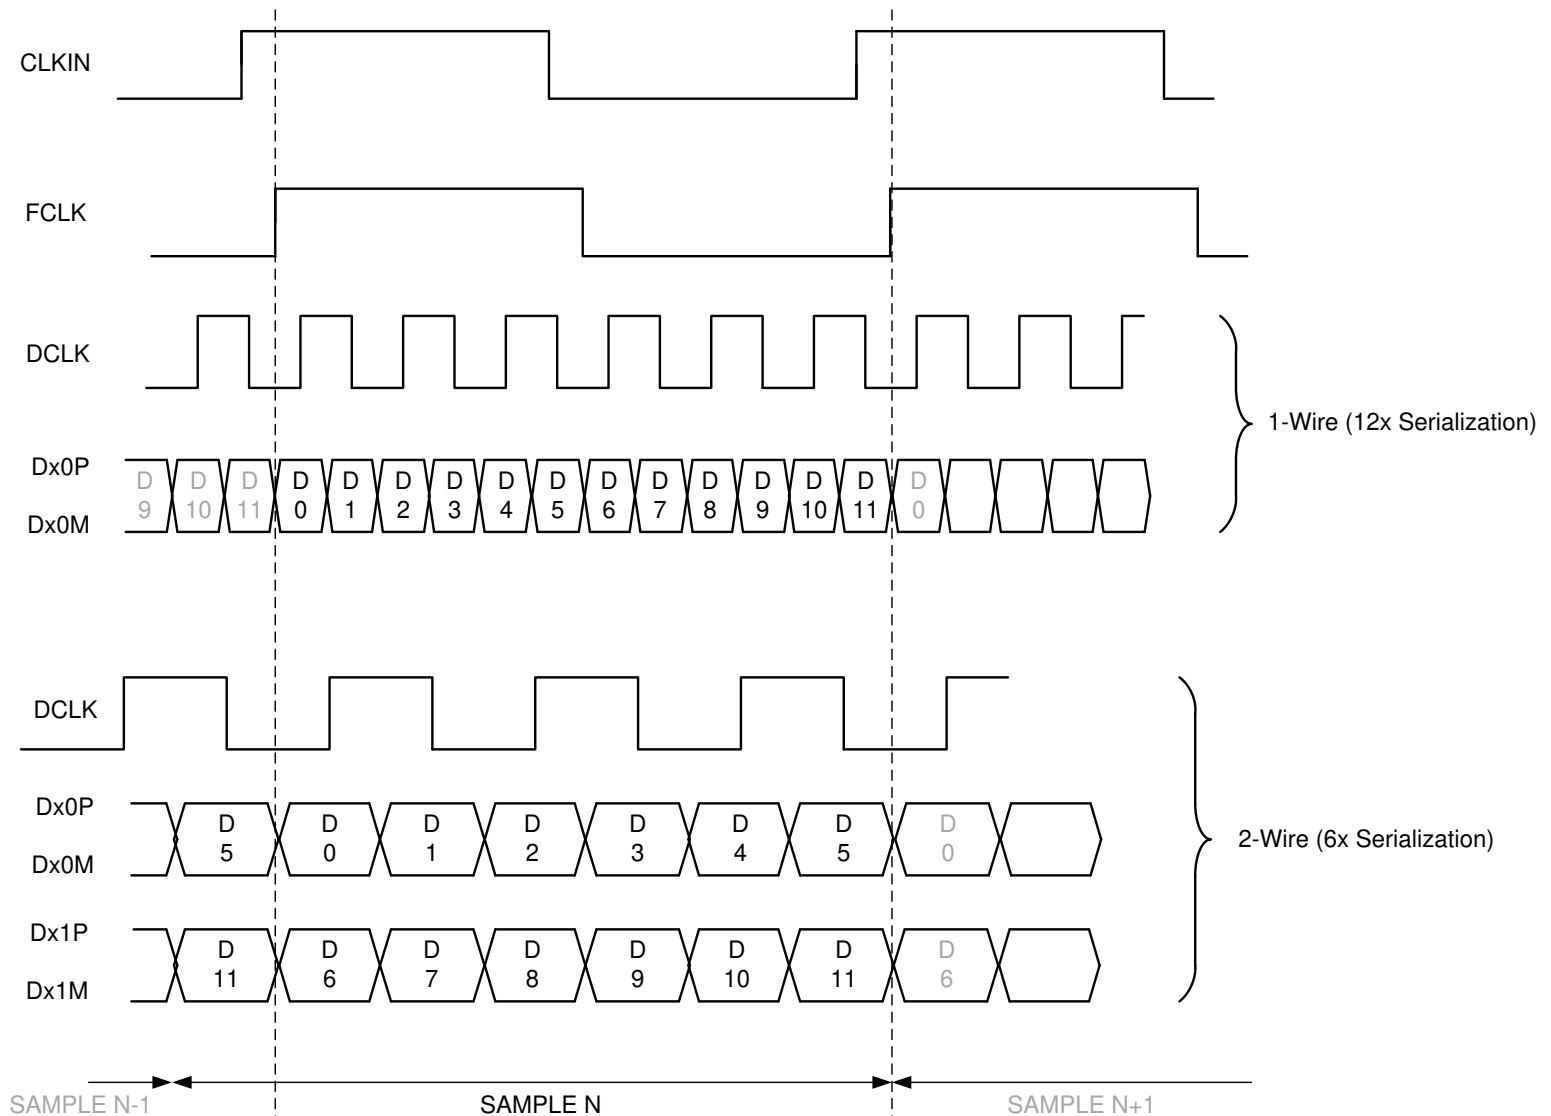 CLKIN
FCLK
DCLK
1-Wire (12x Serialization)
Dx0P
D D D D D D D D D D D D D D D D
9 10 11 0 1 2 3 4 5 6 7 8 9 10 11 0
Dx0M
DCLK
Dx0P
D D D D D D D D
5 0 1 2 3 4 5 0
Dx0M
2-Wire (6x Serialization)
Dx1P
D D D D D D D D
11 6 7 8 9 10 11 6
Dx1M
SAMPLE N-1 SAMPLE N SAMPLE N+1